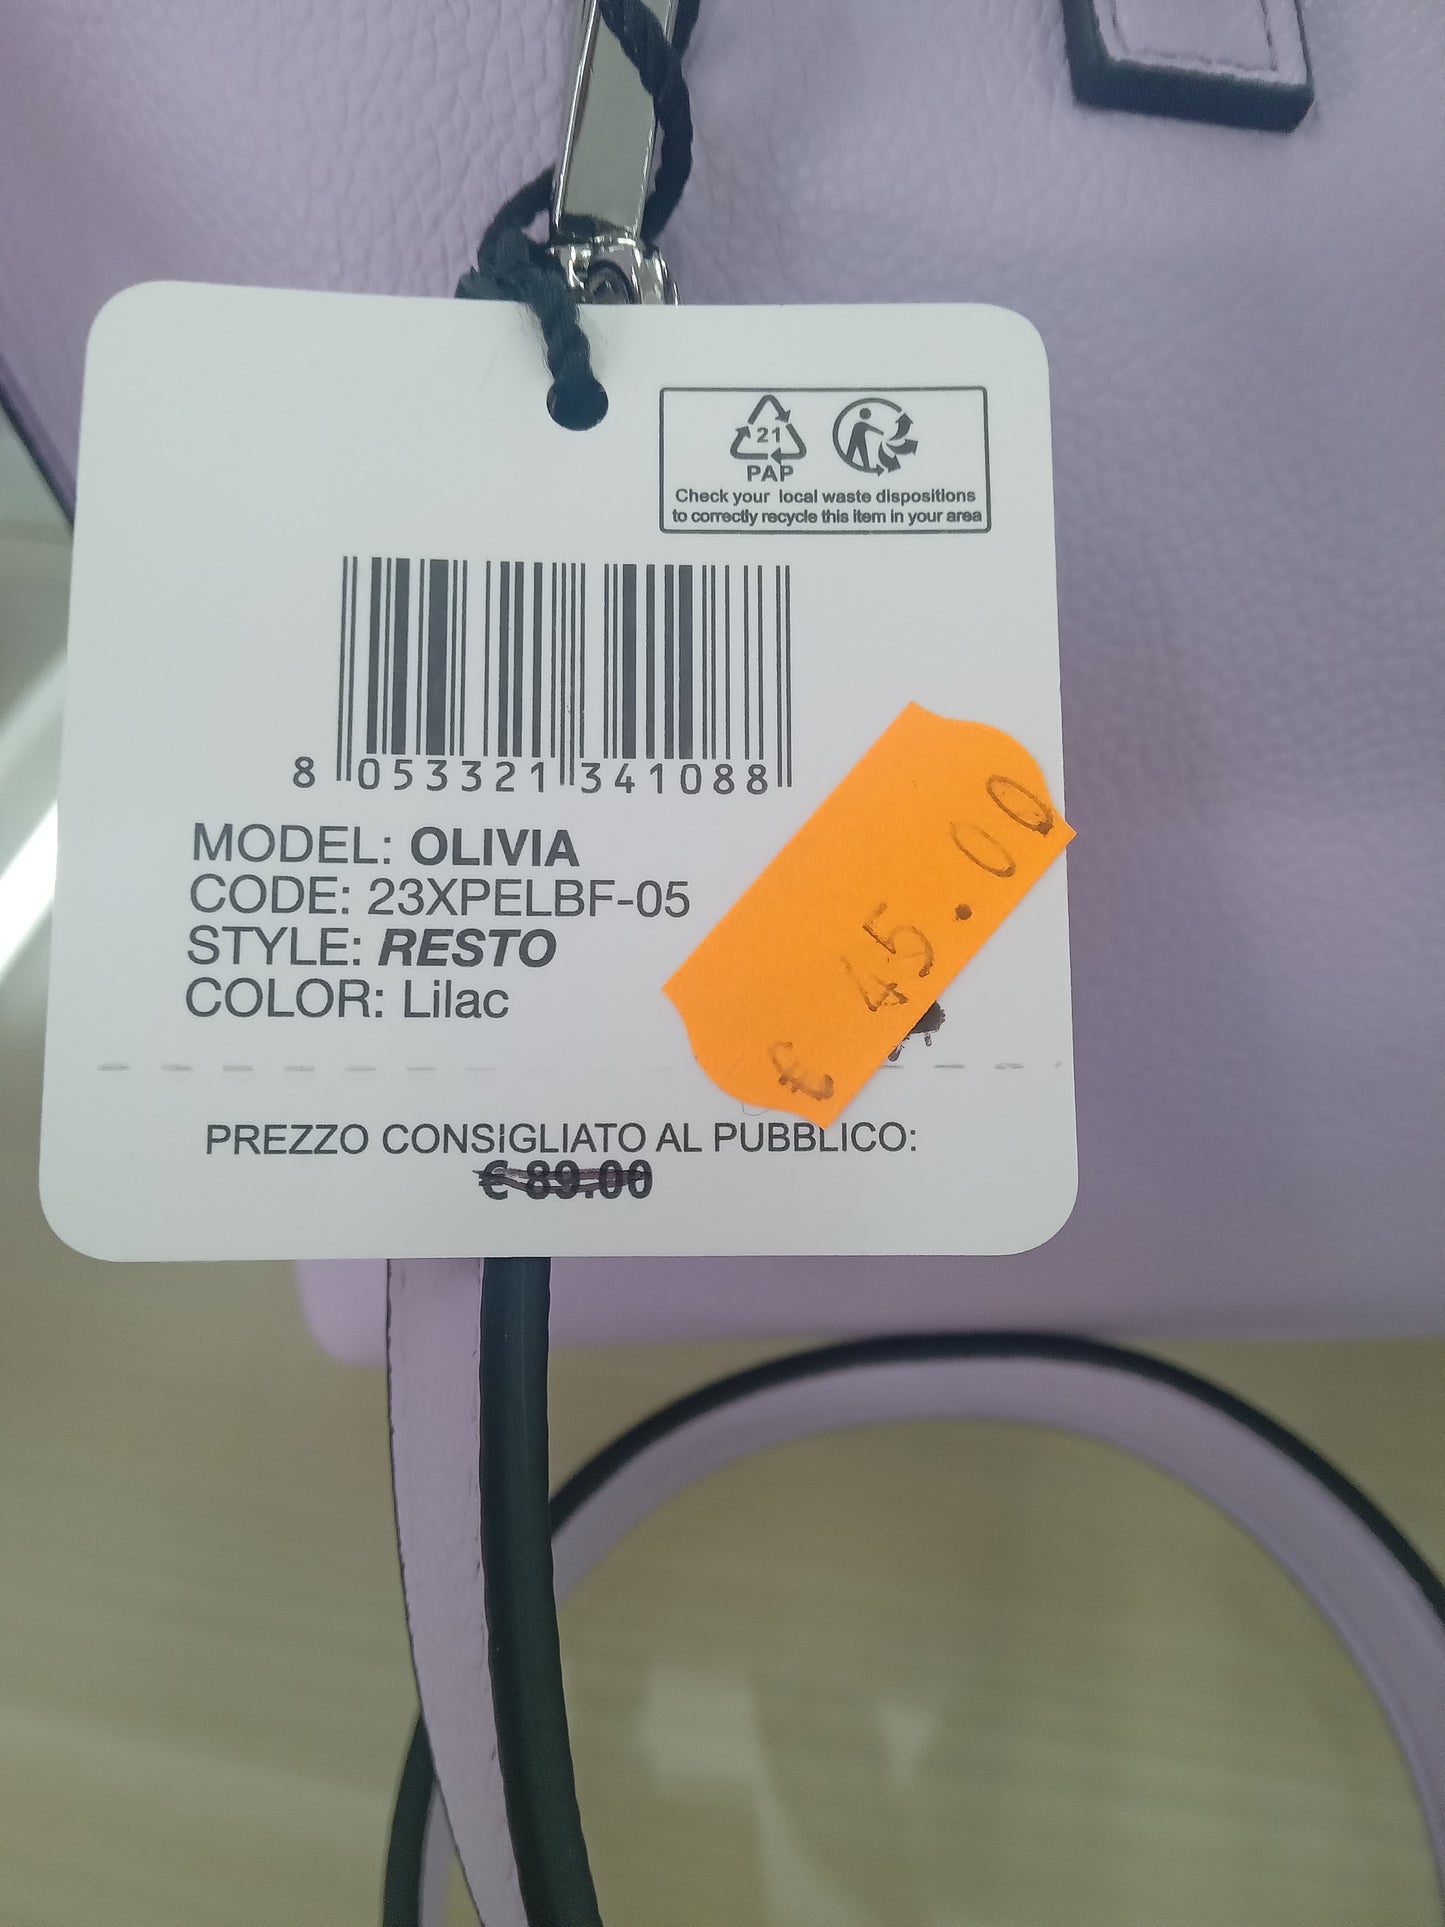 21
PAP
Check your local waste dispositions
to correctly recycle this item in your area
8 053321 341088
MODEL: OLIVIA
CODE: 23XPELBF-05
STYLE: RESTO
COLOR: Lilac
€ 45.00
PREZZO CONSIGLIATO AL PUBBLICO:
€ 89.00